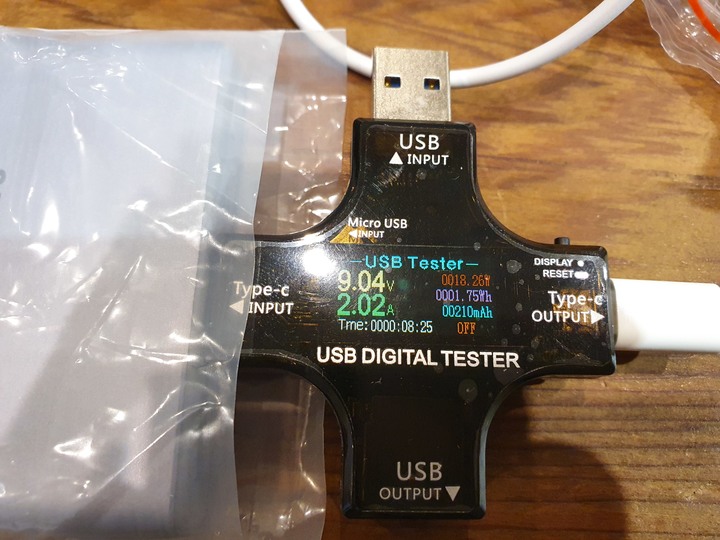 USB
▲ INPUT
Micro USB
◀INPUT
USB Tester
DISPLAY
RESET
9.04V
0018.26W
0001.75Wh
Type-c
◀ INPUT
Type-c
OUTPUT▶
2.02A
00210mAh
Tme:0000:08:25
OFF
USB DIGITAL TESTER
USB
OUTPUT▼